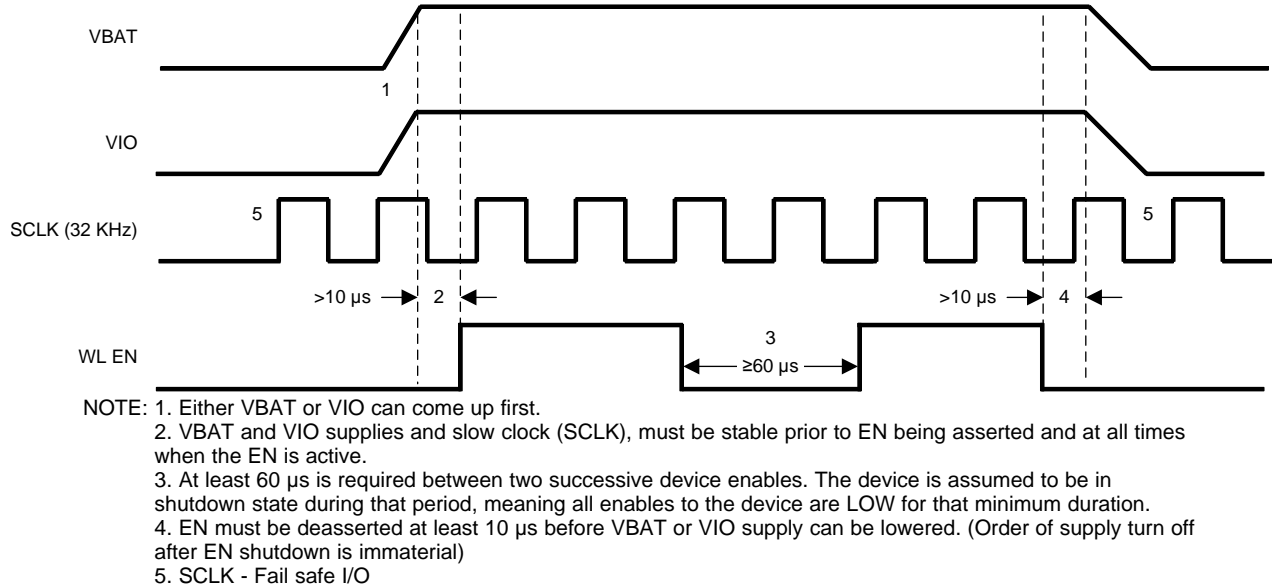 VBAT
1
VIO
5
5
SCLK (32 KHz)
>10 µs
2
>10 µs
4
WL EN
3
≥60 µs
NOTE: 1. Either VBAT or VIO can come up first.
2. VBAT and VIO supplies and slow clock (SCLK), must be stable prior to EN being asserted and at all times
when the EN is active.
3. At least 60 µs is required between two successive device enables. The device is assumed to be in
shutdown state during that period, meaning all enables to the device are LOW for that minimum duration.
4. EN must be deasserted at least 10 µs before VBAT or VIO supply can be lowered. (Order of supply turn off
after EN shutdown is immaterial)
5. SCLK - Fail safe I/O